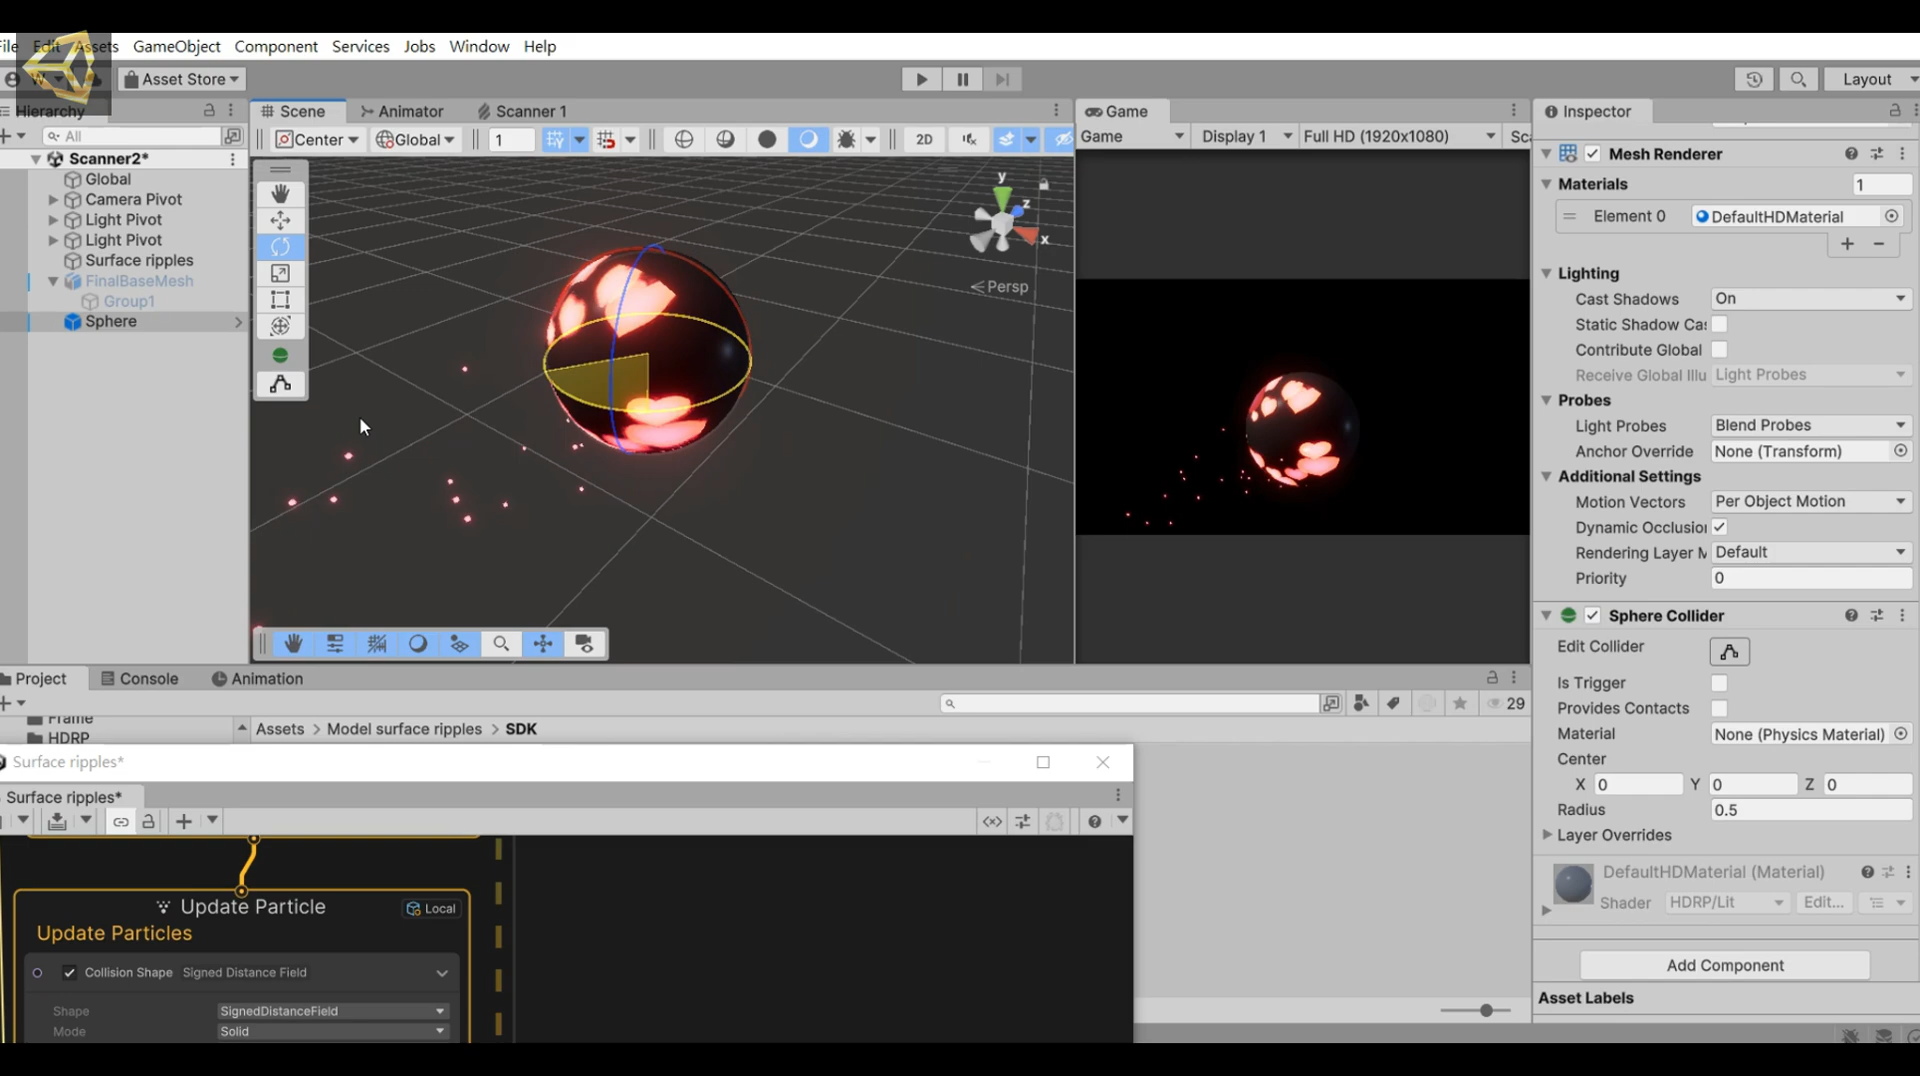 File Edit Assets GameObject Component Services Jobs Window Help
Asset Store
Layout
Hierarchy
Scene
Animator
Scanner 1
Game
Inspector
All
Center
Global
1
2D
Game
Display 1
Full HD (1920x1080)
Sc
Scanner2*
Global
Camera Pivot
Light Pivot
Light Pivot
Surface ripples
FinalBaseMesh
Group1
Sphere
y
z
x
Persp
Mesh Renderer
Materials
1
Element 0
DefaultHDMaterial
Lighting
Cast Shadows
On
Static Shadow Cas
Contribute Global
Receive Global Illu
Light Probes
Probes
Light Probes
Blend Probes
Anchor Override
None (Transform)
Additional Settings
Motion Vectors
Per Object Motion
Dynamic Occlusion
Rendering Layer M
Default
Priority
0
Sphere Collider
Edit Collider
Is Trigger
Provides Contacts
Material
None (Physics Material)
Center
X 0 Y 0 Z 0
Radius
0.5
Layer Overrides
DefaultHDMaterial (Material)
Shader
HDRP/Lit
Edit...
Add Component
Asset Labels
Project
Console
Animation
29
Frame
HDRP
Assets > Model surface ripples > SDK
Surface ripples*
Surface ripples*
Update Particle
Local
Update Particles
Collision Shape Signed Distance Field
Shape
SignedDistanceField
Mode
Solid